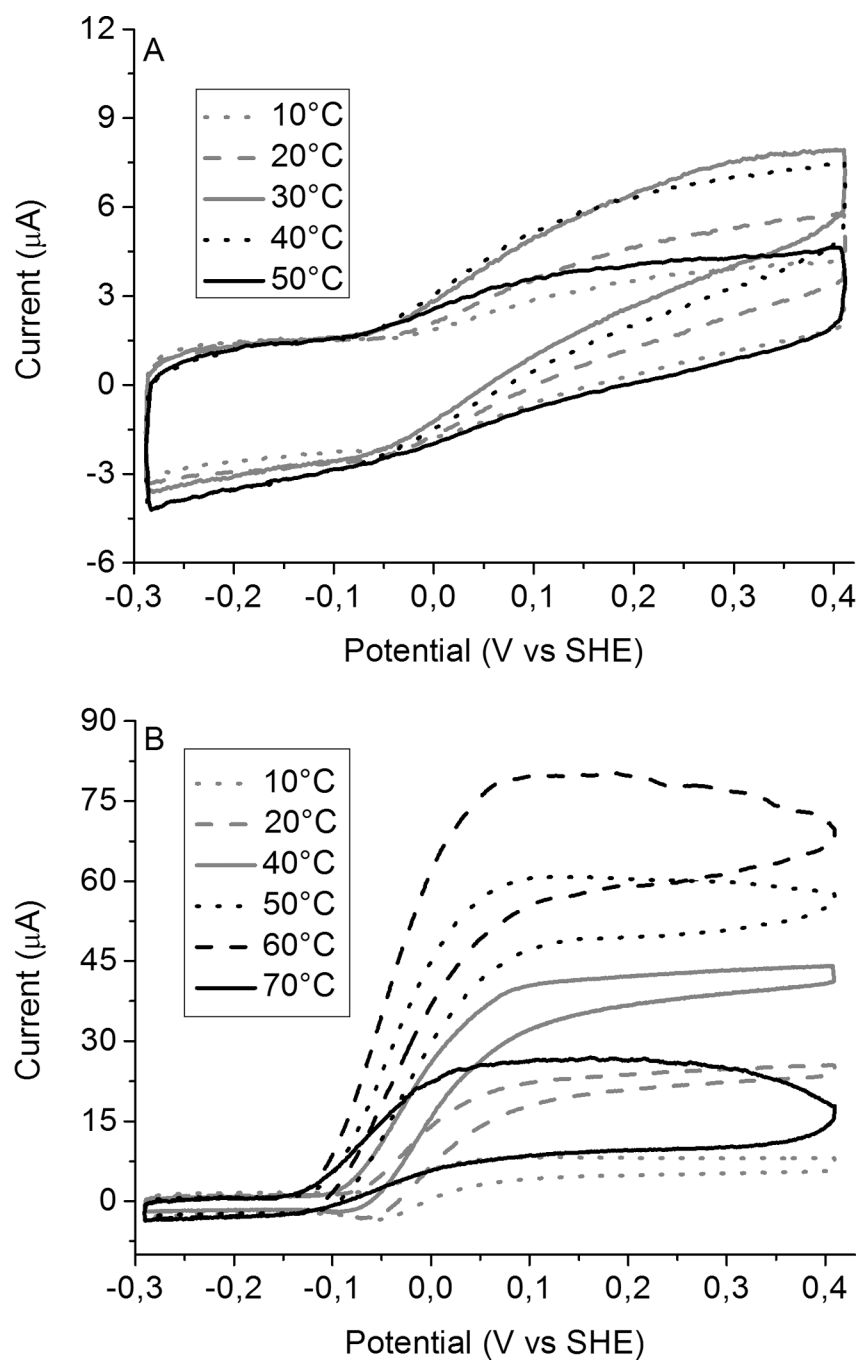 A
12
9
6
3
0
-3
-6
Current (μA)
10°C
20°C
30°C
40°C
50°C
-0,3 -0,2 -0,1 0,0 0,1 0,2 0,3 0,4
Potential (V vs SHE)
B
90
75
60
45
30
15
0
Current (μA)
10°C
20°C
40°C
50°C
60°C
70°C
-0,3 -0,2 -0,1 0,0 0,1 0,2 0,3 0,4
Potential (V vs SHE)